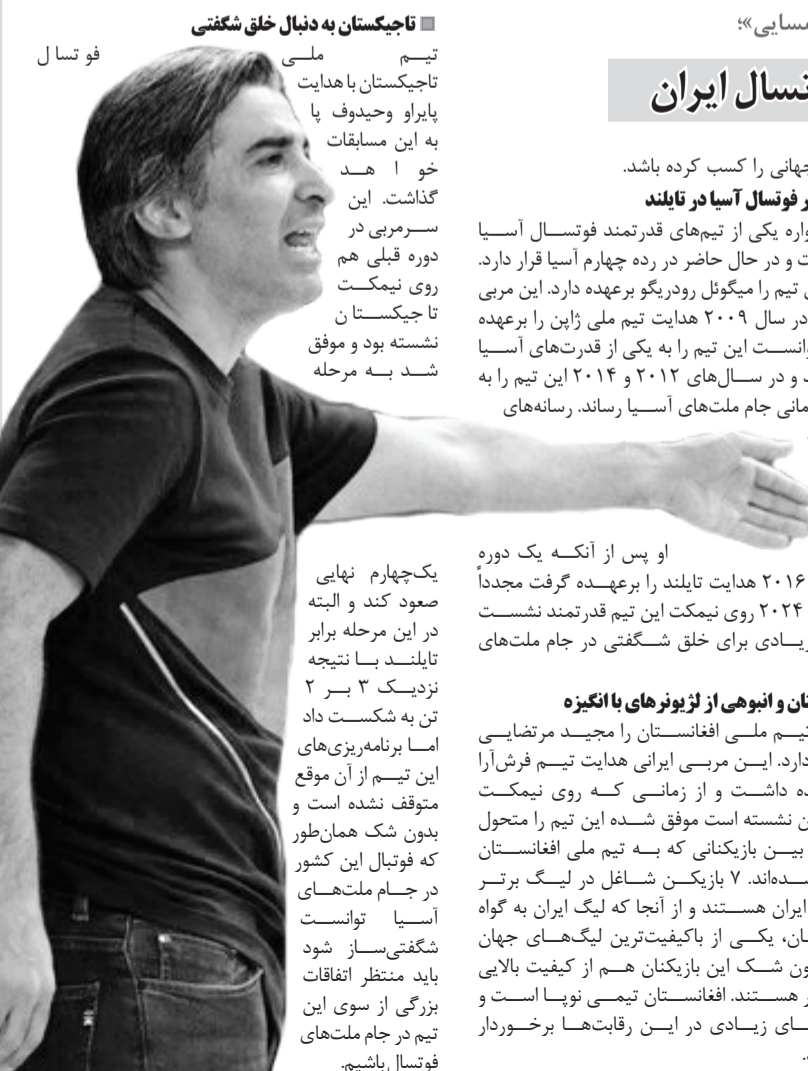 مسایی»؛
نسال ایران
جهانی را کسب کرده باشد.
ر فوتسال آسیا در تایلند
واره یکی از تیم‌های قدرتمند فوتسال آسیا
ت و در حال حاضر در رده چهارم آسیا قرار دارد.
تیم را میگوئل رودریگو برعهده دارد. این مربی
در سال ۲۰۰۹ هدایت تیم ملی ژاپن را برعهده
وانست این تیم را به یکی از قدرت‌های آسیا
د و در سال‌های ۲۰۱۲ و ۲۰۱۴ این تیم را به
مانی جام ملت‌های آسیا رساند. رسانه‌های
او پس از آنکه یک دوره
۲۰۱۶ هدایت تایلند را برعهده گرفت مجدداً
۲۰۲۴ روی نیمکت این تیم قدرتمند نشست
زیادی برای خلق شگفتی در جام ملت‌های
تان و انبوهی از لژیونرهای با انگیزه
تیم ملی افغانستان را مجید مرتضایی
دارد. این مربی ایرانی هدایت تیم فرش‌آرا
ده داشت و از زمانی که روی نیمکت
ن نشسته است موفق شده این تیم را متحول
بین بازیکنانی که به تیم ملی افغانستان
شده‌اند. ۷ بازیکن شاغل در لیگ برتر
ایران هستند و از آنجا که لیگ ایران به گواه
ان، یکی از باکیفیت‌ترین لیگ‌های جهان
ون شک این بازیکنان هم از کیفیت بالایی
ر هستند. افغانستان تیمی نوپا است و
ای زیادی در این رقابت‌ها برخوردار
.
تاجیکستان به دنبال خلق شگفتی
تیم ملی فوتسال
تاجیکستان با هدایت
پایراو وحیدوف پا
به این مسابقات
خواهد
گذاشت. این
سرمربی در
دوره قبلی هم
روی نیمکت
تاجیکستان
نشسته بود و موفق
شد به مرحله
یک‌چهارم نهایی
صعود کند و البته
در این مرحله برابر
تایلند با نتیجه
نزدیک ۳ بر ۲
تن به شکست داد
اما برنامه‌ریزی‌های
این تیم از آن موقع
متوقف نشده است و
بدون شک همان‌طور
که فوتبال این کشور
در جام ملت‌های
آسیا توانست
شگفتی‌ساز شود
باید منتظر اتفاقات
بزرگی از سوی این
تیم در جام ملت‌های
فوتسال باشیم.